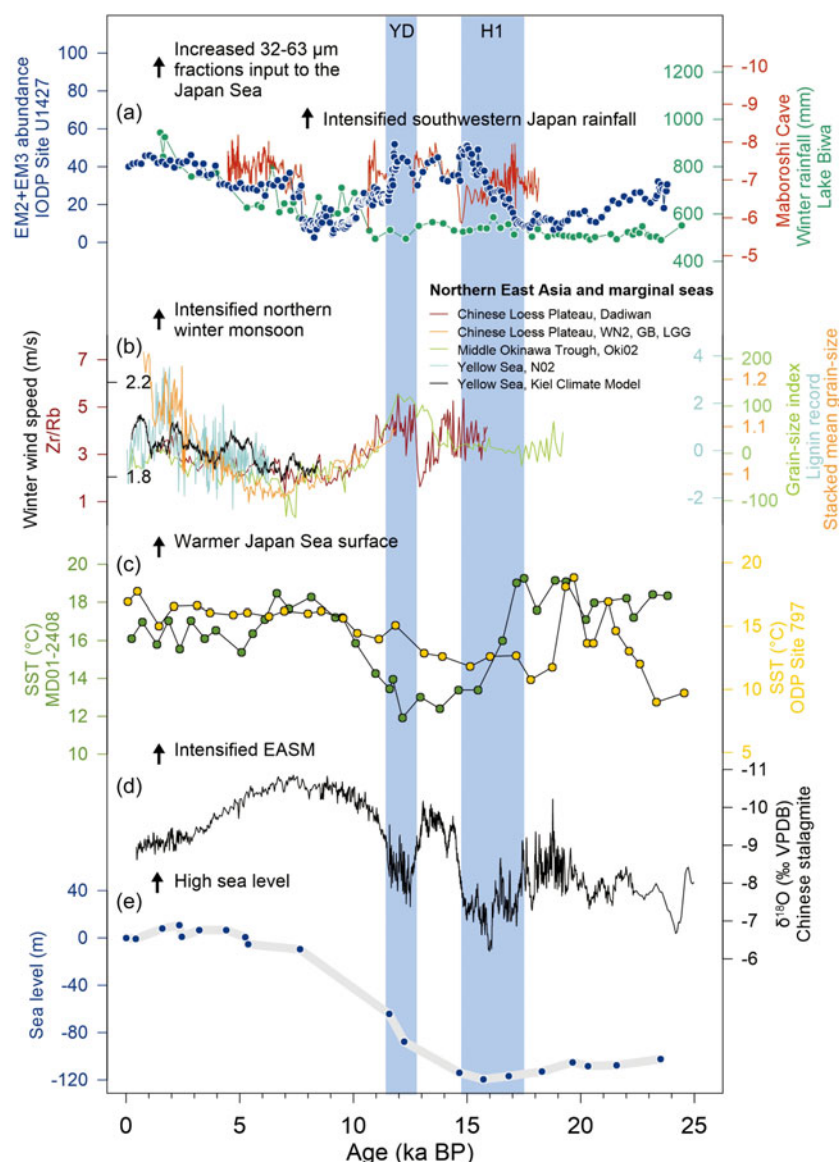 YD
H1
100
80
60
40
20
0
EM2+EM3 abundance
IODP Site U1427
Increased 32-63 µm
fractions input to the
Japan Sea
(a)
Intensified southwestern Japan rainfall
-10
-9
-8
-7
-6
-5
Maboroshi Cave
1200
1000
800
600
400
Winter rainfall (mm)
Lake Biwa
Intensified northern
winter monsoon
(b)
Northern East Asia and marginal seas
Chinese Loess Plateau, Dadiwan
Chinese Loess Plateau, WN2, GB, LGG
Middle Okinawa Trough, Oki02
Yellow Sea, N02
Yellow Sea, Kiel Climate Model
Winter wind speed (m/s)
2.2
1.8
Zr/Rb
7
5
3
1
4
2
0
-2
Lignin record
200
100
0
-100
Grain-size index
1.2
1.1
1
Stacked mean grain-size
Warmer Japan Sea surface
(c)
20
18
16
14
12
10
SST (°C)
MD01-2408
20
15
10
5
SST (°C)
ODP Site 797
Intensified EASM
(d)
-11
-10
-9
-8
-7
-6
δ18O (‰ VPDB)
Chinese stalagmite
High sea level
(e)
40
0
-40
-80
-120
Sea level (m)
0
5
10
15
20
25
Age (ka BP)